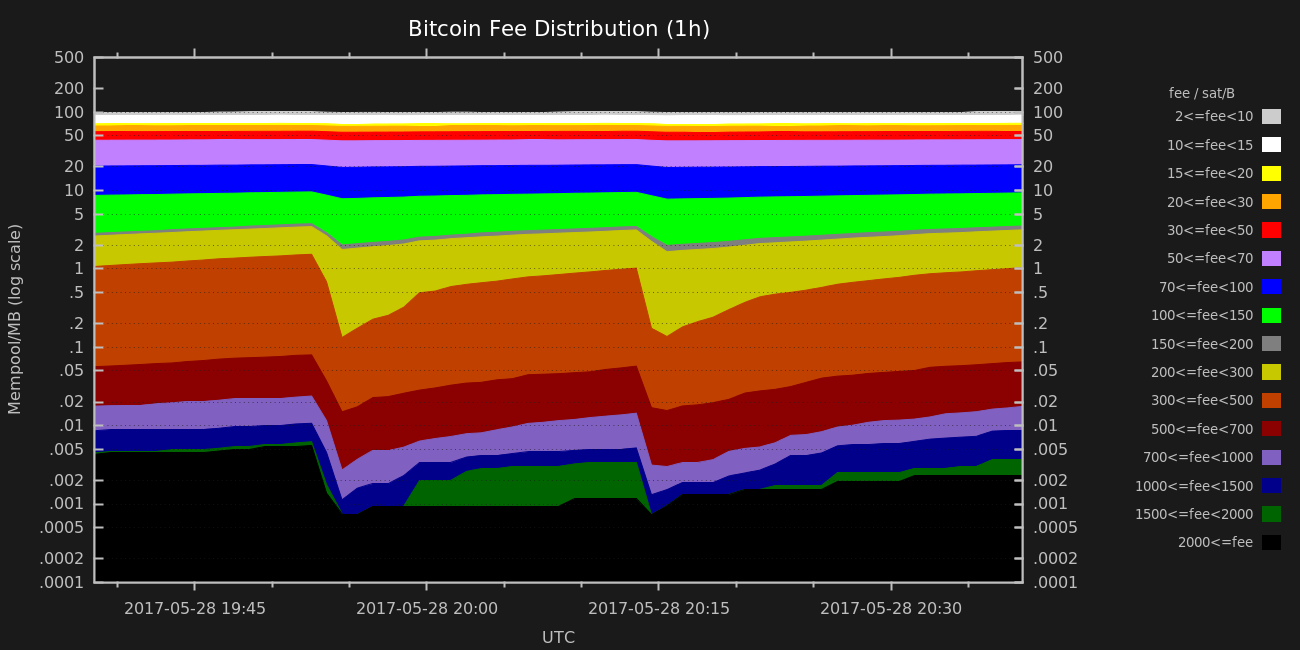 Bitcoin Fee Distribution (1h)
500
200
100
50
20
10
5
2
1
.5
.2
.1
.05
.02
.01
.005
.002
.001
.0005
.0002
.0001
Mempool/MB (log scale)
500
200
100
50
20
10
5
2
1
.5
.2
.1
.05
.02
.01
.005
.002
.001
.0005
.0002
.0001
2017-05-28 19:45
2017-05-28 20:00
2017-05-28 20:15
2017-05-28 20:30
UTC
fee / sat/B
2<=fee<10
10<=fee<15
15<=fee<20
20<=fee<30
30<=fee<50
50<=fee<70
70<=fee<100
100<=fee<150
150<=fee<200
200<=fee<300
300<=fee<500
500<=fee<700
700<=fee<1000
1000<=fee<1500
1500<=fee<2000
2000<=fee